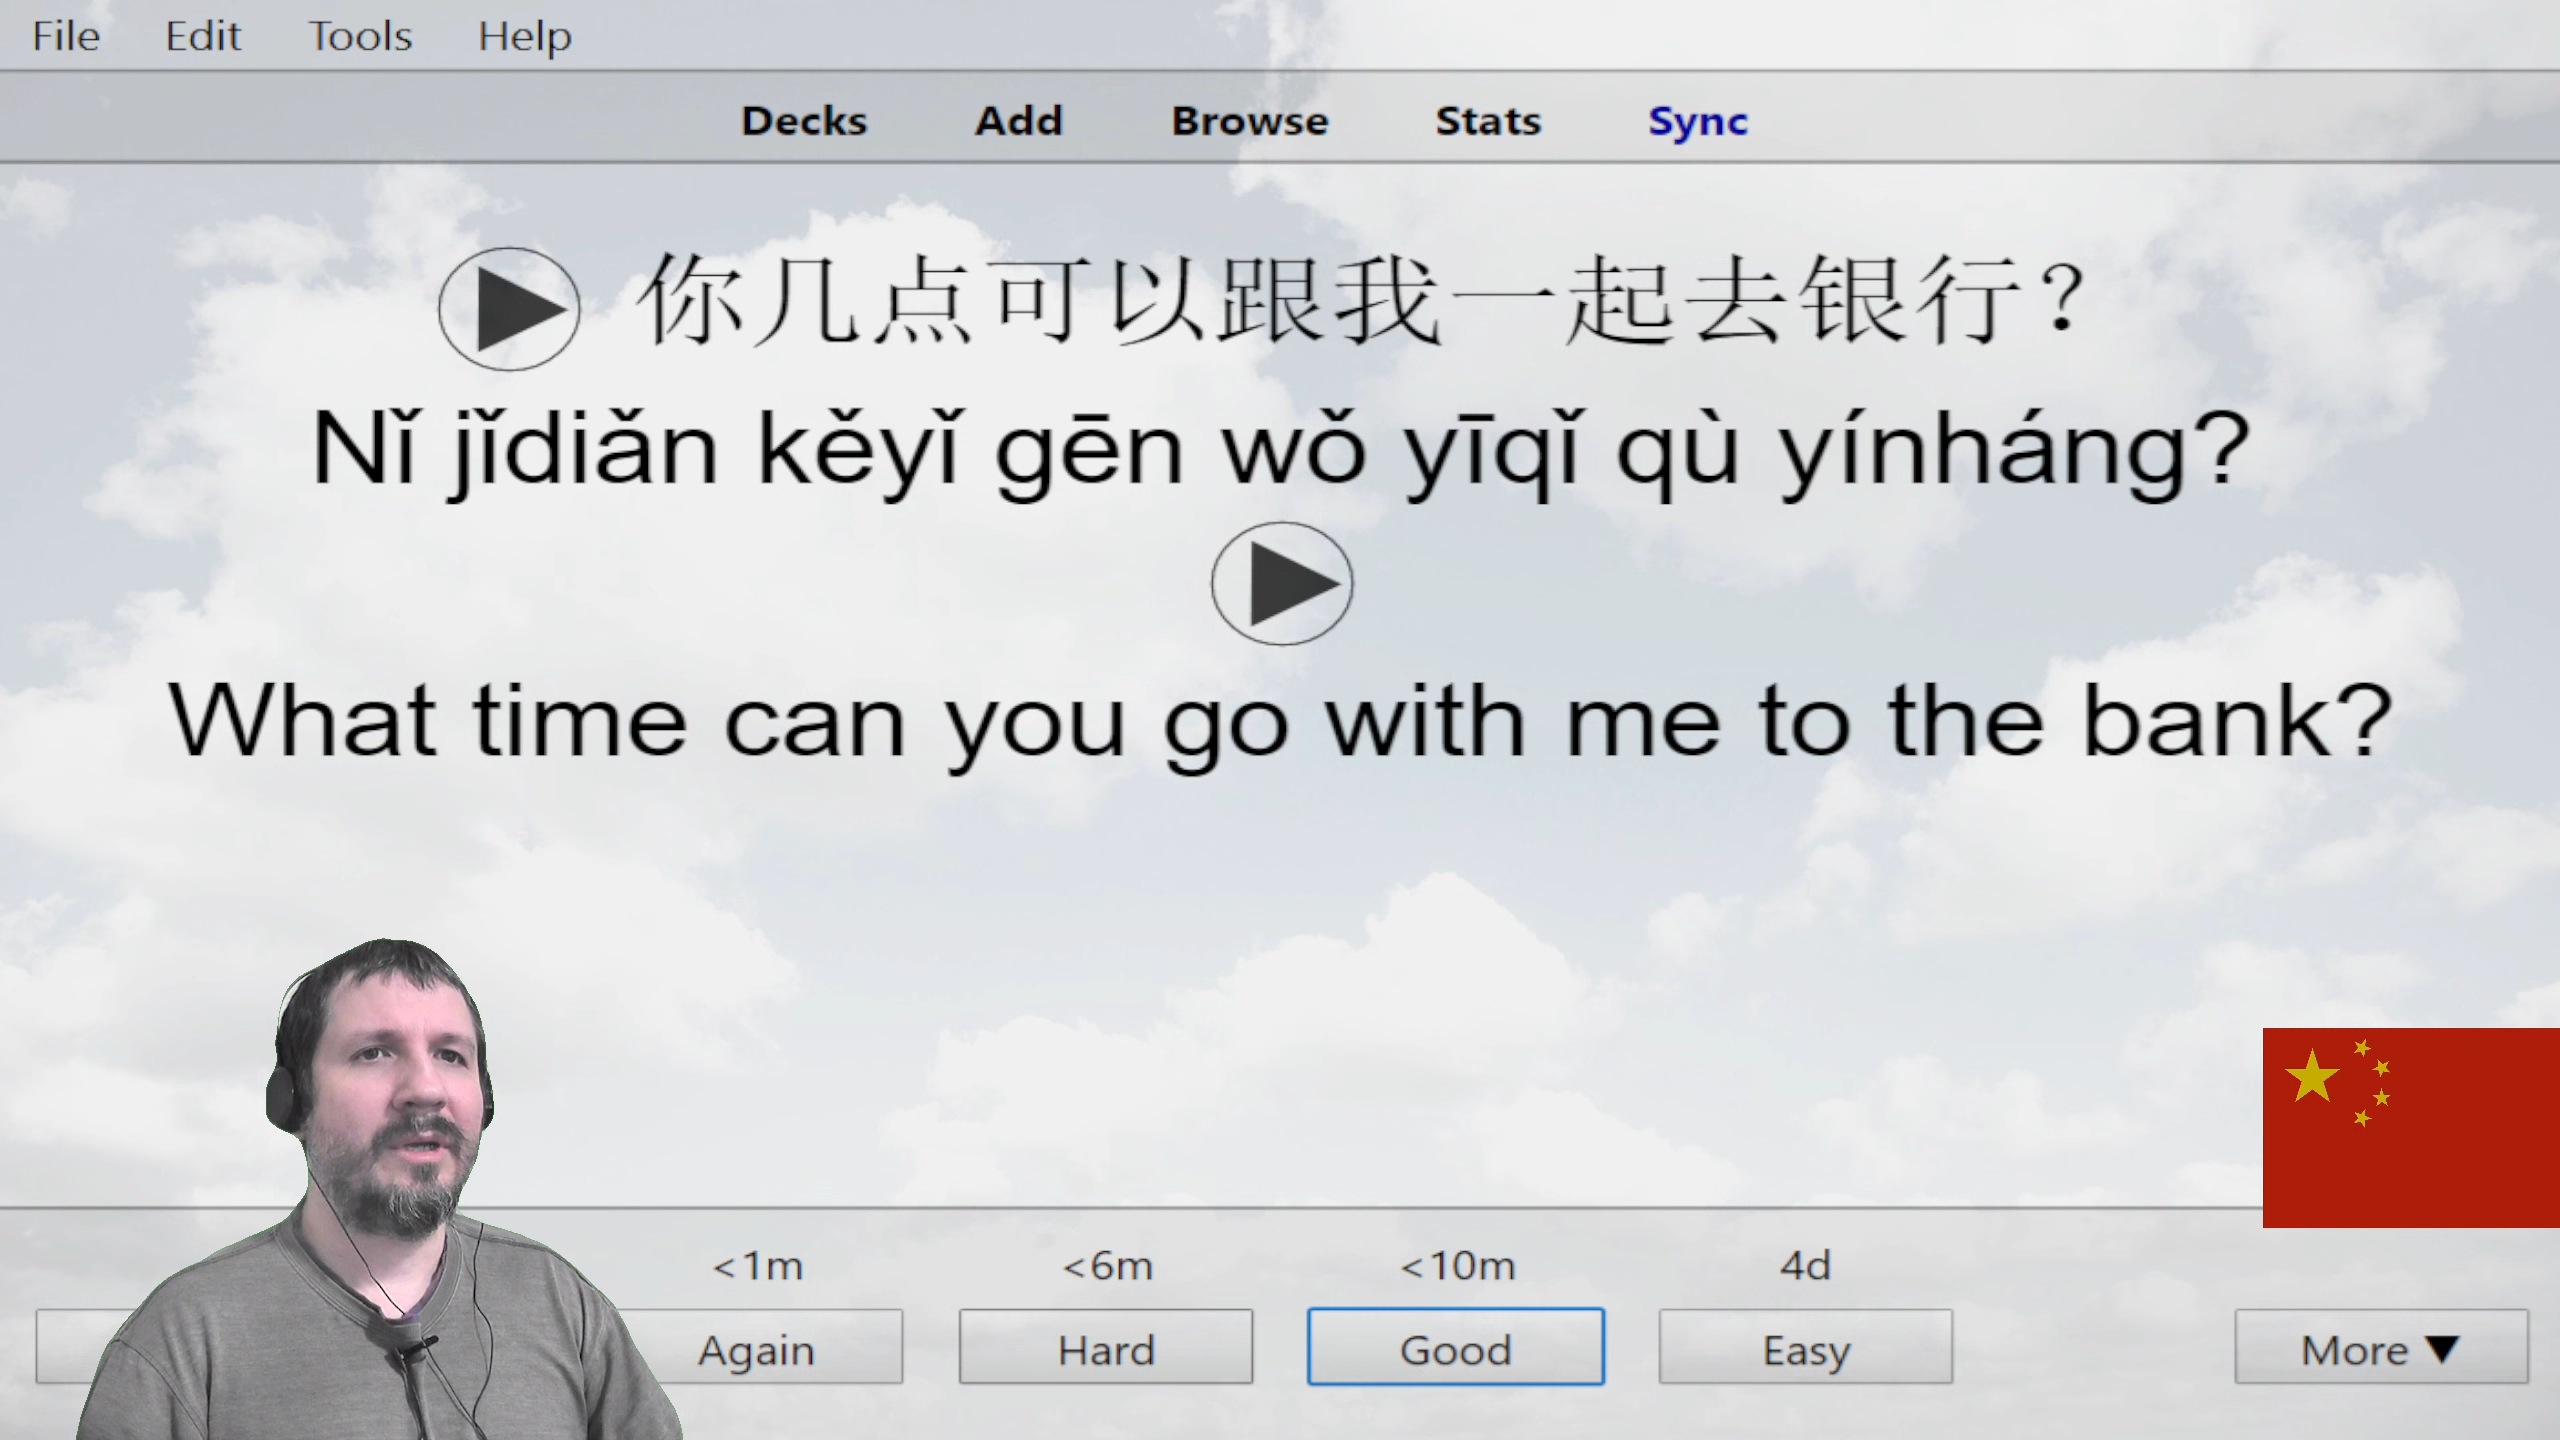 File Edit Tools Help
Decks Add Browse Stats Sync
你几点可以跟我一起去银行？
Nǐ jǐdiǎn kěyǐ gēn wǒ yīqǐ qù yínháng?
What time can you go with me to the bank?
<1m <6m <10m 4d
Again Hard Good Easy More ▼